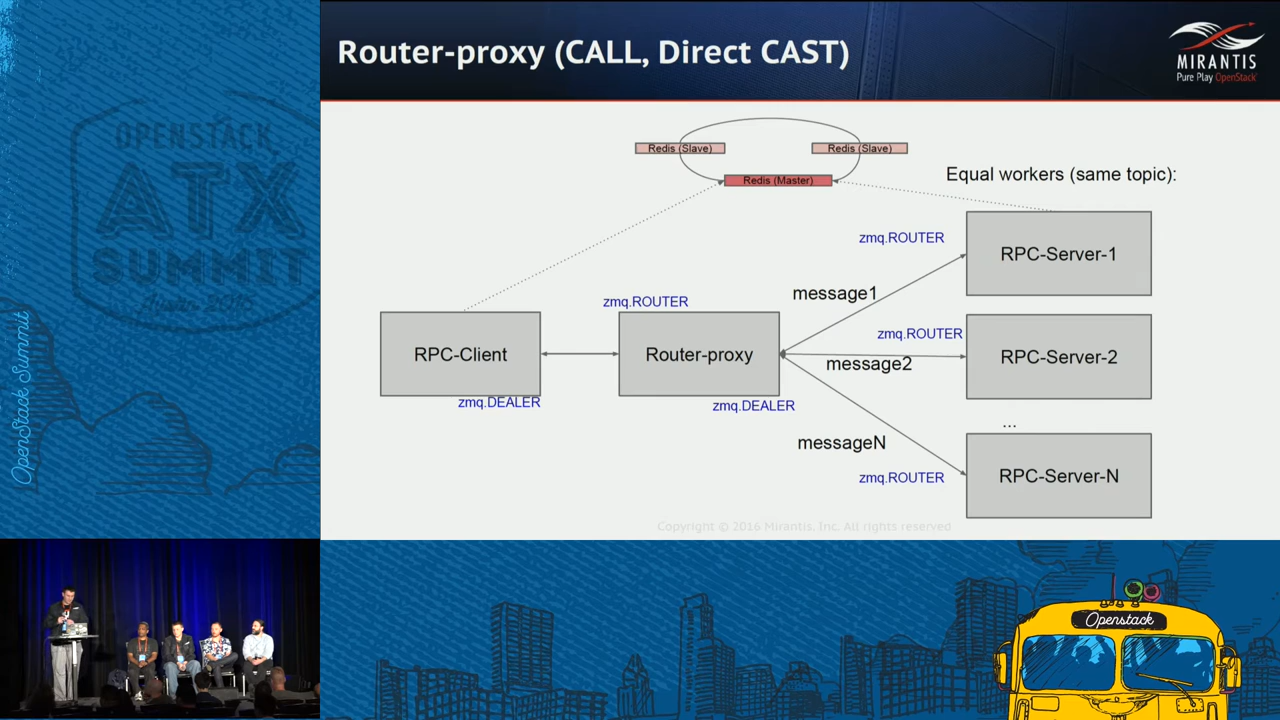 Router-proxy (CALL, Direct CAST)
MIRANTIS
Pure Play OpenStack
Redis (Slave)
Redis (Slave)
Redis (Master)
Equal workers (same topic):
zmq.ROUTER
RPC-Server-1
message1
zmq.ROUTER
zmq.ROUTER
RPC-Client
Router-proxy
message2
RPC-Server-2
zmq.DEALER
zmq.DEALER
...
messageN
zmq.ROUTER
RPC-Server-N
Copyright © 2016 Mirantis, Inc. All rights reserved
OPENSTACK
ATX
SUMMIT
OpenStack Summit
Openstack